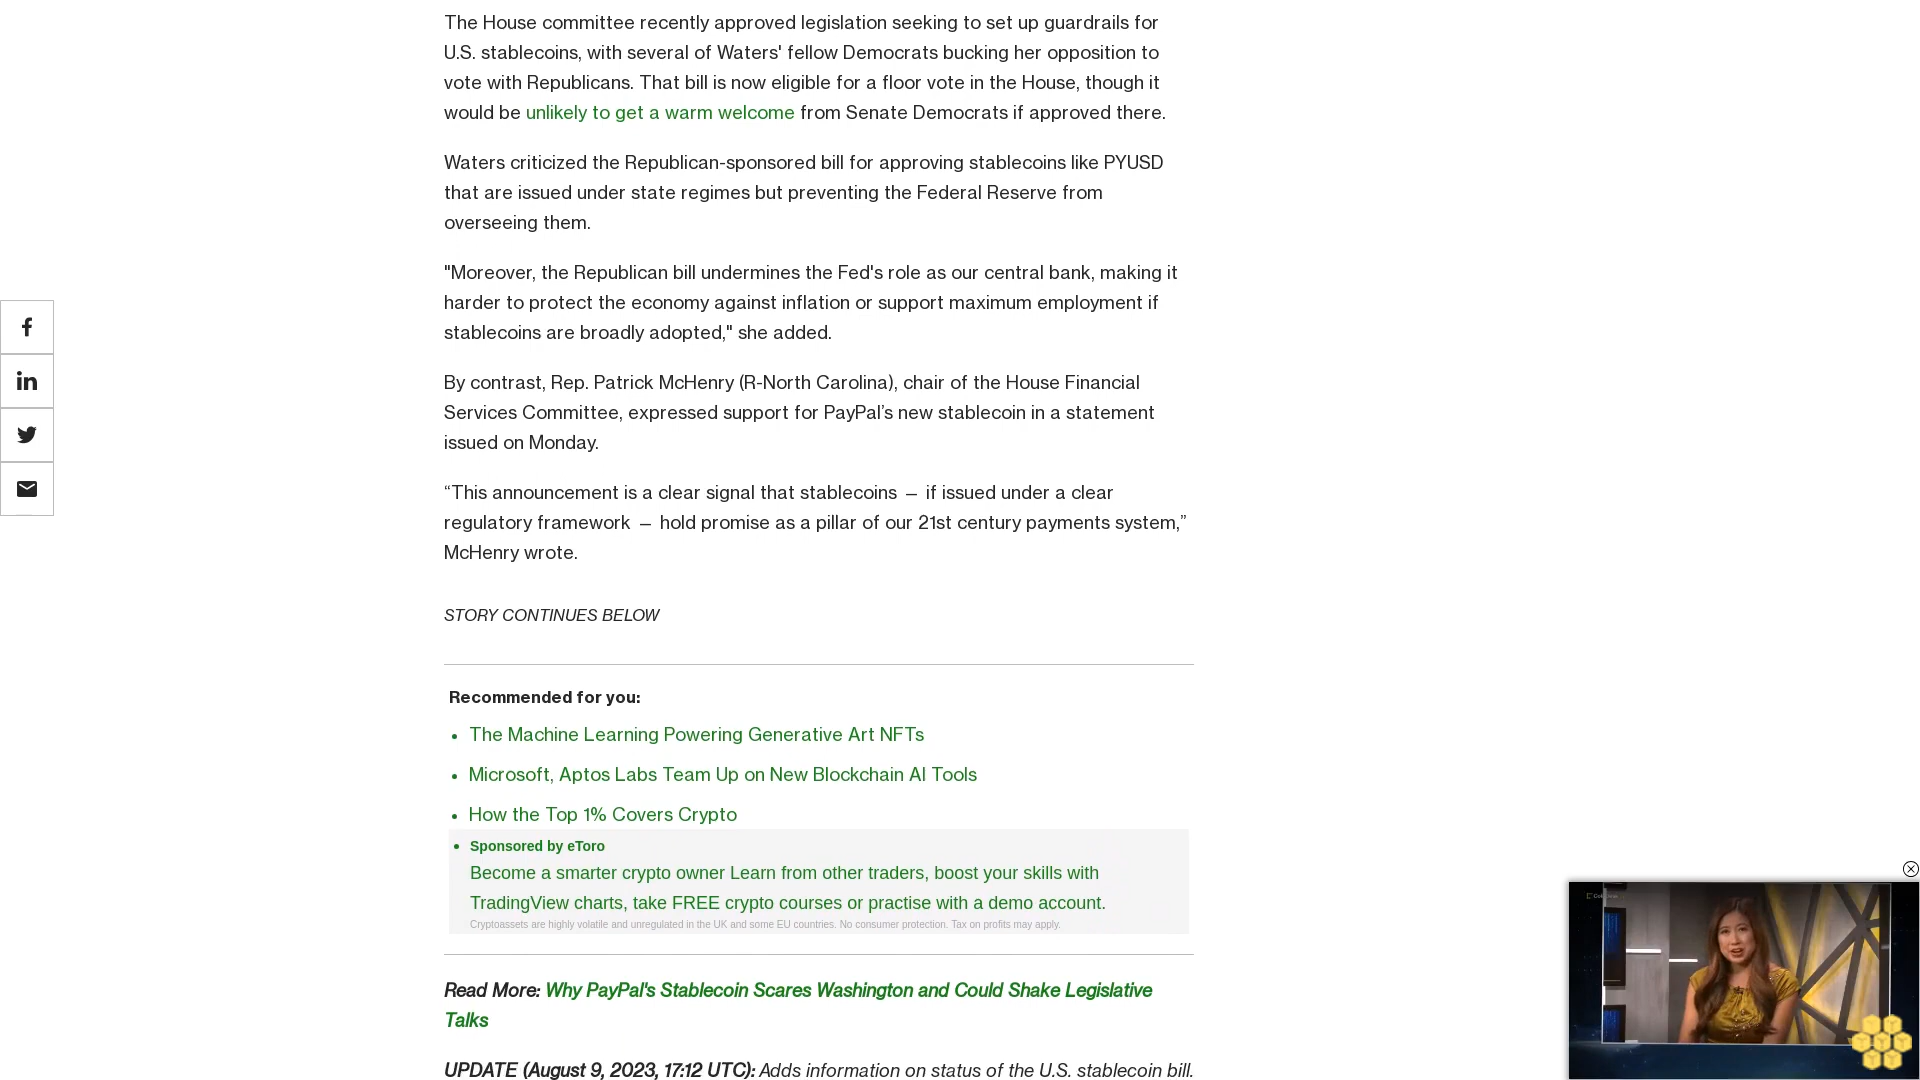 The House committee recently approved legislation seeking to set up guardrails for
U.S. stablecoins, with several of Waters' fellow Democrats bucking her opposition to
vote with Republicans. That bill is now eligible for a floor vote in the House, though it
would be unlikely to get a warm welcome from Senate Democrats if approved there.
Waters criticized the Republican-sponsored bill for approving stablecoins like PYUSD
that are issued under state regimes but preventing the Federal Reserve from
overseeing them.
"Moreover, the Republican bill undermines the Fed's role as our central bank, making it
harder to protect the economy against inflation or support maximum employment if
stablecoins are broadly adopted," she added.
By contrast, Rep. Patrick McHenry (R-North Carolina), chair of the House Financial
Services Committee, expressed support for PayPal’s new stablecoin in a statement
issued on Monday.
“This announcement is a clear signal that stablecoins — if issued under a clear
regulatory framework — hold promise as a pillar of our 21st century payments system,”
McHenry wrote.
STORY CONTINUES BELOW
Recommended for you:
• The Machine Learning Powering Generative Art NFTs
• Microsoft, Aptos Labs Team Up on New Blockchain AI Tools
• How the Top 1% Covers Crypto
• Sponsored by eToro
Become a smarter crypto owner Learn from other traders, boost your skills with
TradingView charts, take FREE crypto courses or practise with a demo account.
Cryptoassets are highly volatile and unregulated in the UK and some EU countries. No consumer protection. Tax on profits may apply.
Read More: Why PayPal's Stablecoin Scares Washington and Could Shake Legislative
Talks
UPDATE (August 9, 2023, 17:12 UTC): Adds information on status of the U.S. stablecoin bill.